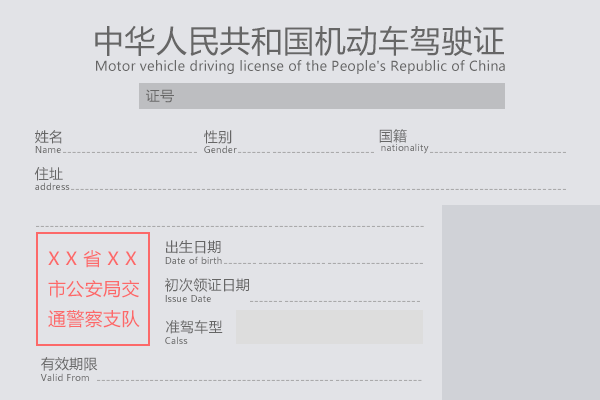 中华人民共和国机动车驾驶证
Motor vehicle driving license of the People's Republic of China
证号
姓名 性别 国籍
Name Gender nationality
住址
address
XX省XX
市公安局交
通警察支队
出生日期
Date of birth
初次领证日期
Issue Date
准驾车型
Calss
有效期限
Valid From